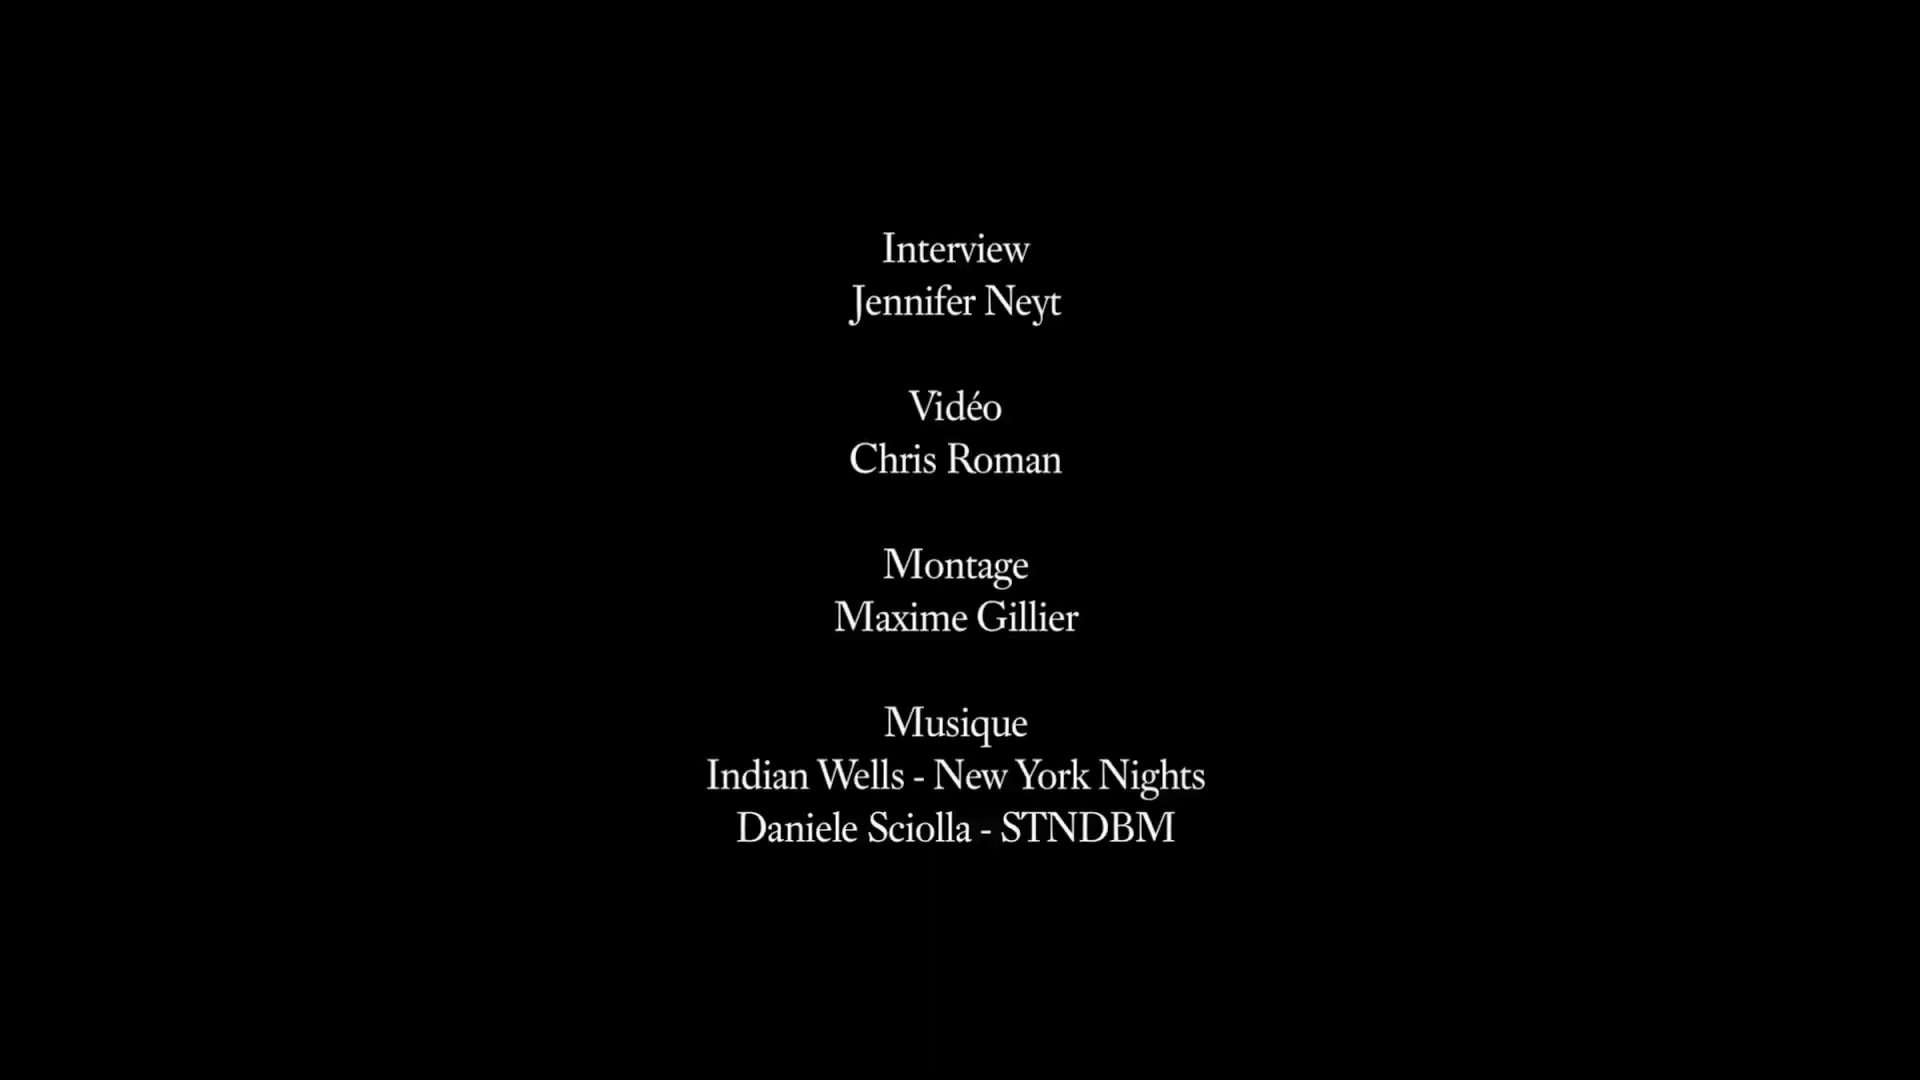 Interview
Jennifer Neyt
Vidéo
Chris Roman
Montage
Maxime Gillier
Musique
Indian Wells - New York Nights
Daniele Sciolla - STNDBM